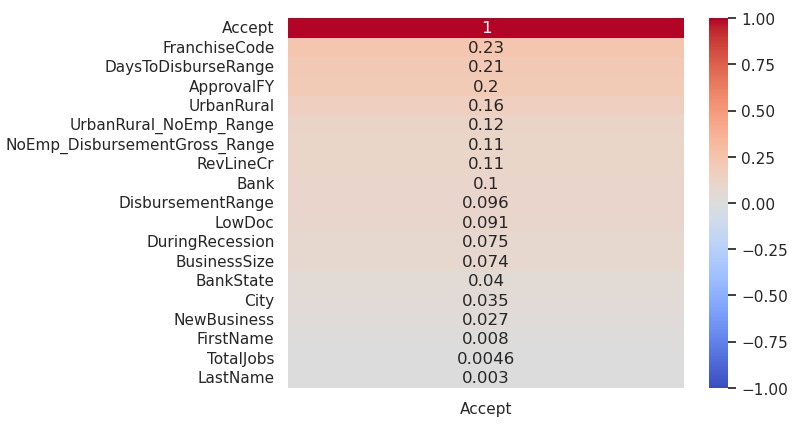 Accept 1
FranchiseCode 0.23
DaysToDisburseRange 0.21
ApprovalFY 0.2
UrbanRural 0.16
UrbanRural_NoEmp_Range 0.12
NoEmp_DisbursementGross_Range 0.11
RevLineCr 0.11
Bank 0.1
DisbursementRange 0.096
LowDoc 0.091
DuringRecession 0.075
BusinessSize 0.074
BankState 0.04
City 0.035
NewBusiness 0.027
FirstName 0.008
TotalJobs 0.0046
LastName 0.003
Accept
1.00
0.75
0.50
0.25
0.00
−0.25
−0.50
−0.75
−1.00